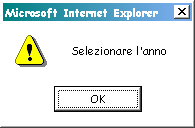 Microsoft Internet Explorer
Selezionare l'anno
OK